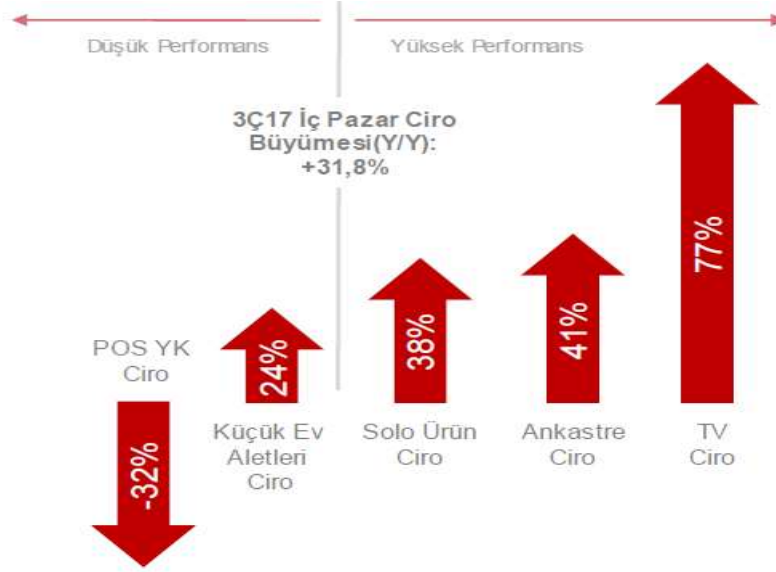 Düşük Performans
Yüksek Performans
3Ç17 İç Pazar Ciro
Büyümesi(Y/Y):
+31,8%
POS YK
Ciro
-32%
24%
Küçük Ev
Aletleri
Ciro
38%
Solo Ürün
Ciro
41%
Ankastre
Ciro
77%
TV
Ciro